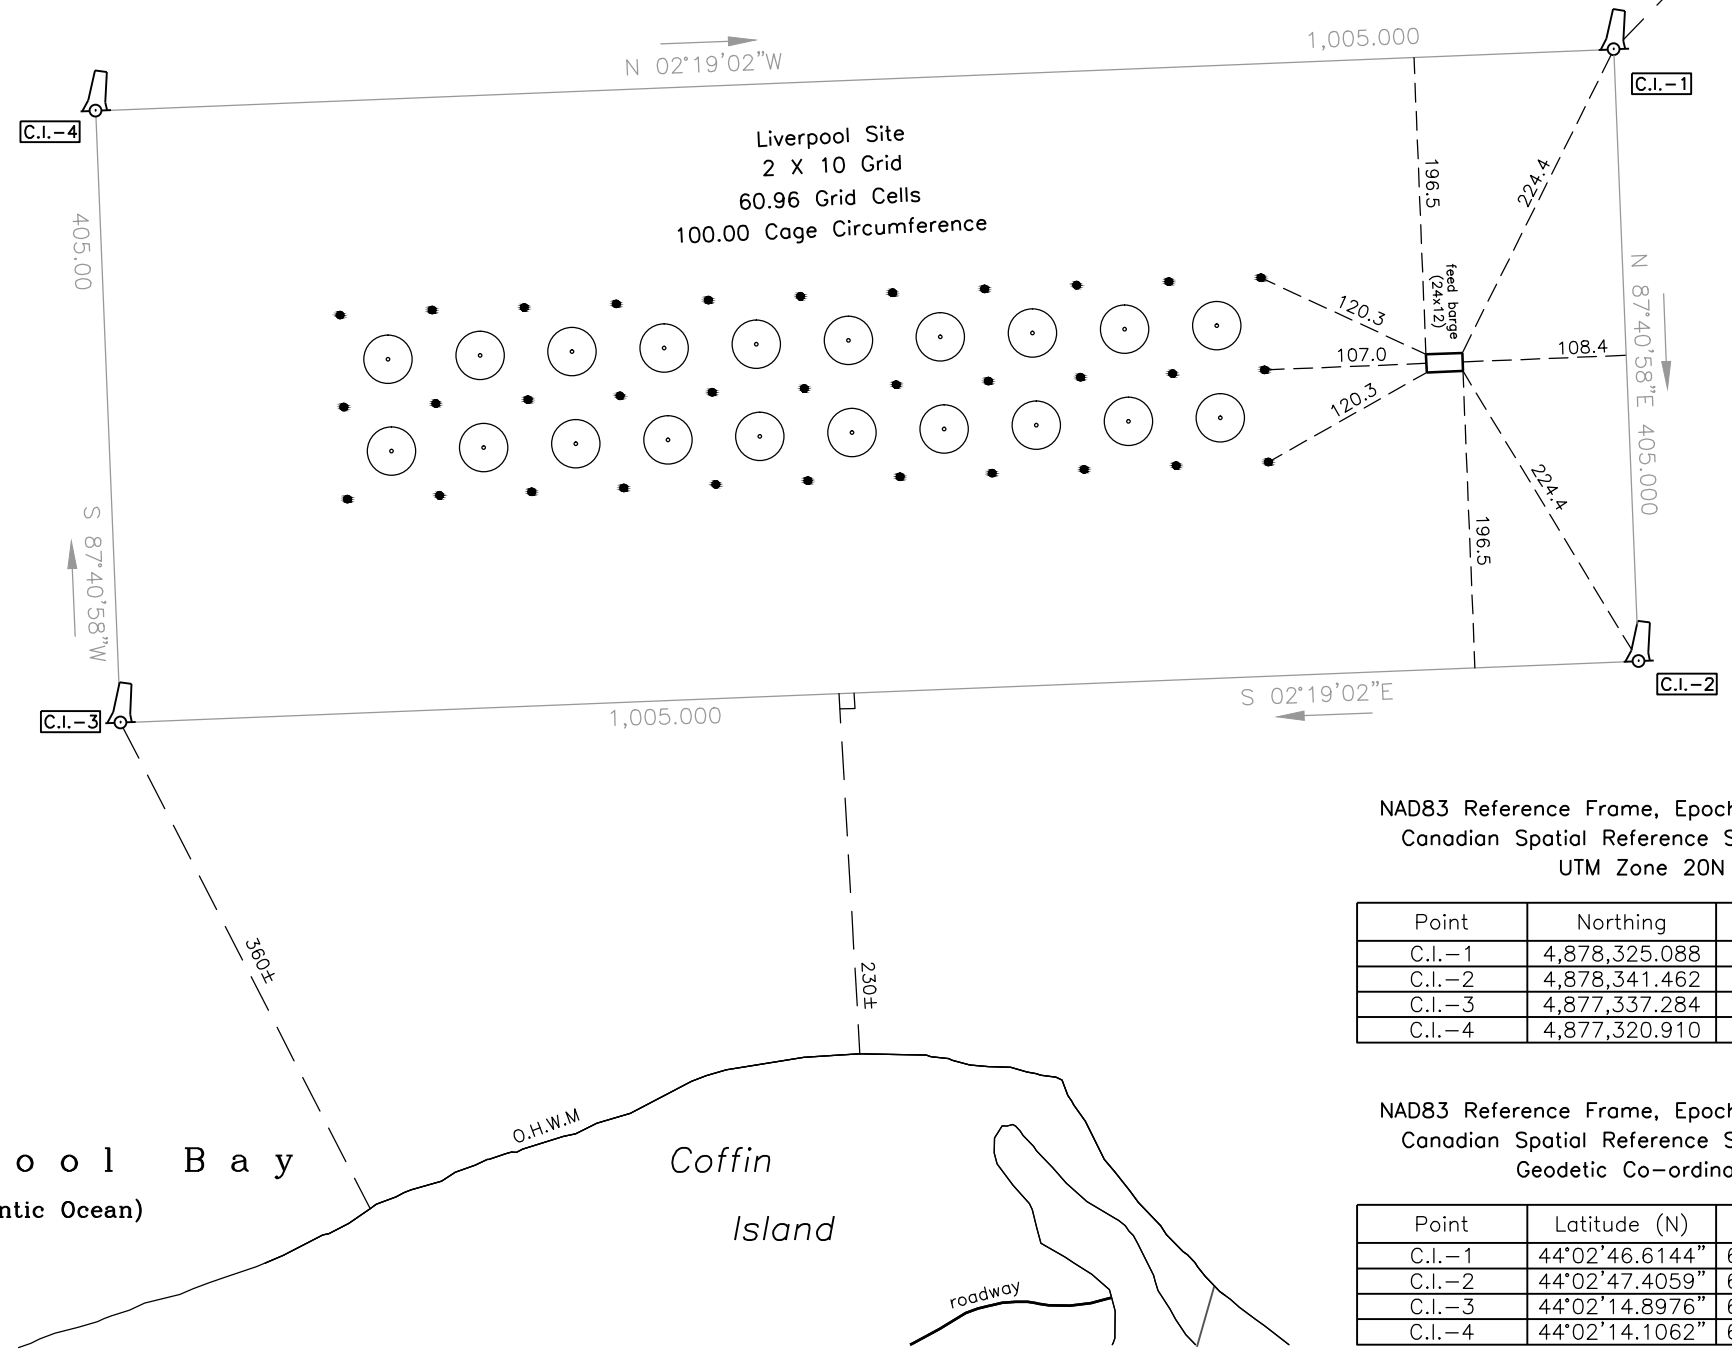 N 02°19'02"W
1,005.000
C.I.-4
C.I.-1
Liverpool Site
2 X 10 Grid
60.96 Grid Cells
100.00 Cage Circumference
405.00
196.5
224.4
feed barge
(24x12)
120.3
107.0
108.4
120.3
N 87°40'58"E 405.000
224.4
196.5
S 87°40'58"W
C.I.-3
C.I.-2
1,005.000
S 02°19'02"E
360±
230±
NAD83 Reference Frame, Epoch
Canadian Spatial Reference S
UTM Zone 20N
Point Northing
C.I.-1 4,878,325.088
C.I.-2 4,878,341.462
C.I.-3 4,877,337.284
C.I.-4 4,877,320.910
O.H.W.M
ool Bay
ntic Ocean)
Coffin
Island
roadway
NAD83 Reference Frame, Epoch
Canadian Spatial Reference S
Geodetic Co-ordina
Point Latitude (N)
C.I.-1 44°02'46.6144" 6
C.I.-2 44°02'47.4059" 6
C.I.-3 44°02'14.8976" 6
C.I.-4 44°02'14.1062" 6